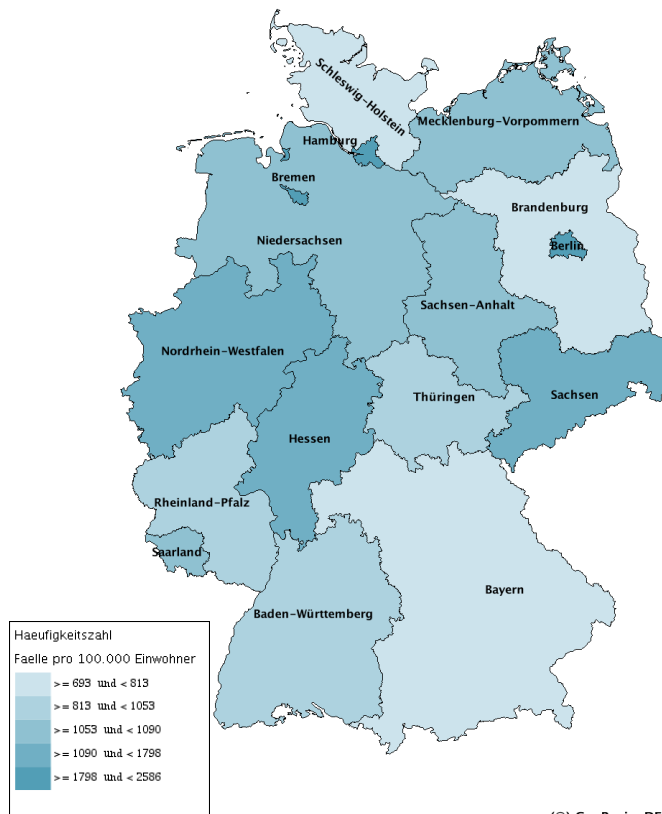 Schleswig-Holstein
Mecklenburg-Vorpommern
Hamburg
Bremen
Brandenburg
Niedersachsen
Berlin
Sachsen-Anhalt
Nordrhein-Westfalen
Thüringen
Sachsen
Hessen
Rheinland-Pfalz
Saarland
Bayern
Baden-Württemberg
Haeufigkeitszahl
Faelle pro 100.000 Einwohner
>= 693 und < 813
>= 813 und < 1053
>= 1053 und < 1090
>= 1090 und < 1798
>= 1798 und < 2586